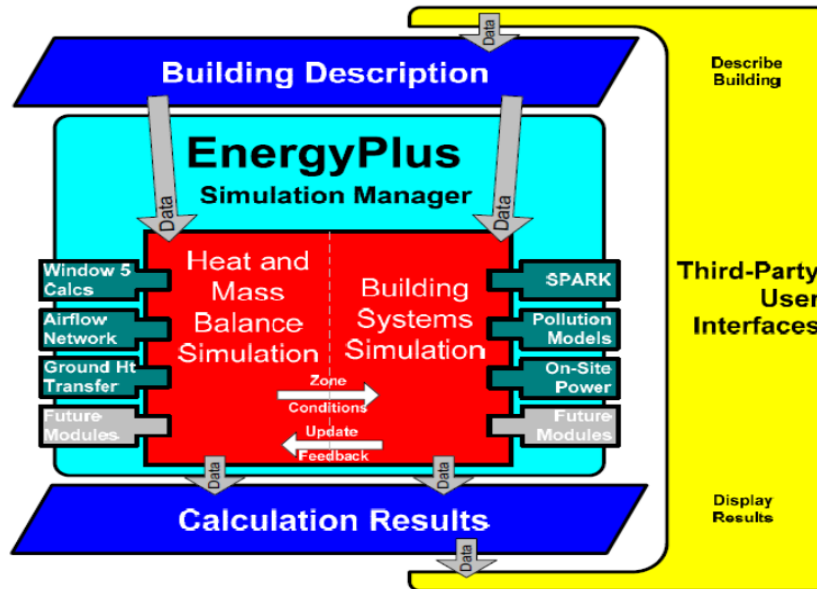 Data
Building Description
Describe
Building
EnergyPlus
Simulation Manager
Data
Data
Window 5
Calcs
Airflow
Network
Ground Ht
Transfer
Future
Modules
Heat and
Mass
Balance
Simulation
Building
Systems
Simulation
Zone
Conditions
Update
Feedback
SPARK
Pollution
Models
On-Site
Power
Future
Modules
Third-Party
User
Interfaces
Data
Data
Calculation Results
Display
Results
Data